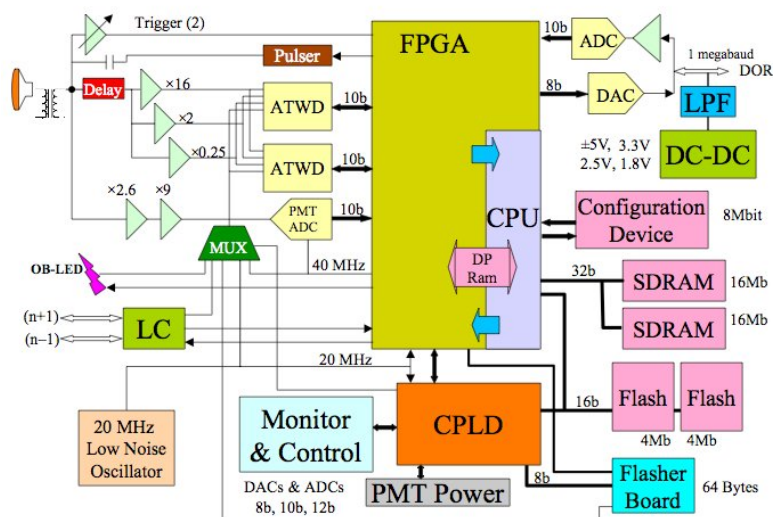 Trigger (2)
FPGA
10b
ADC
1 megabaud
DOR
Pulser
8b
DAC
LPF
Delay
×16
ATWD
10b
×2
±5V, 3.3V
2.5V, 1.8V
DC-DC
×0.25
ATWD
10b
CPU
Configuration
Device
8Mbit
×2.6
×9
PMT
ADC
10b
MUX
OB-LED
40 MHz
DP
Ram
32b
SDRAM
16Mb
(n+1)
LC
(n−1)
SDRAM
16Mb
20 MHz
20 MHz
Low Noise
Oscillator
Monitor
& Control
CPLD
16b
Flash
Flash
4Mb
4Mb
DACs & ADCs
8b, 10b, 12b
PMT Power
8b
Flasher
Board
64 Bytes